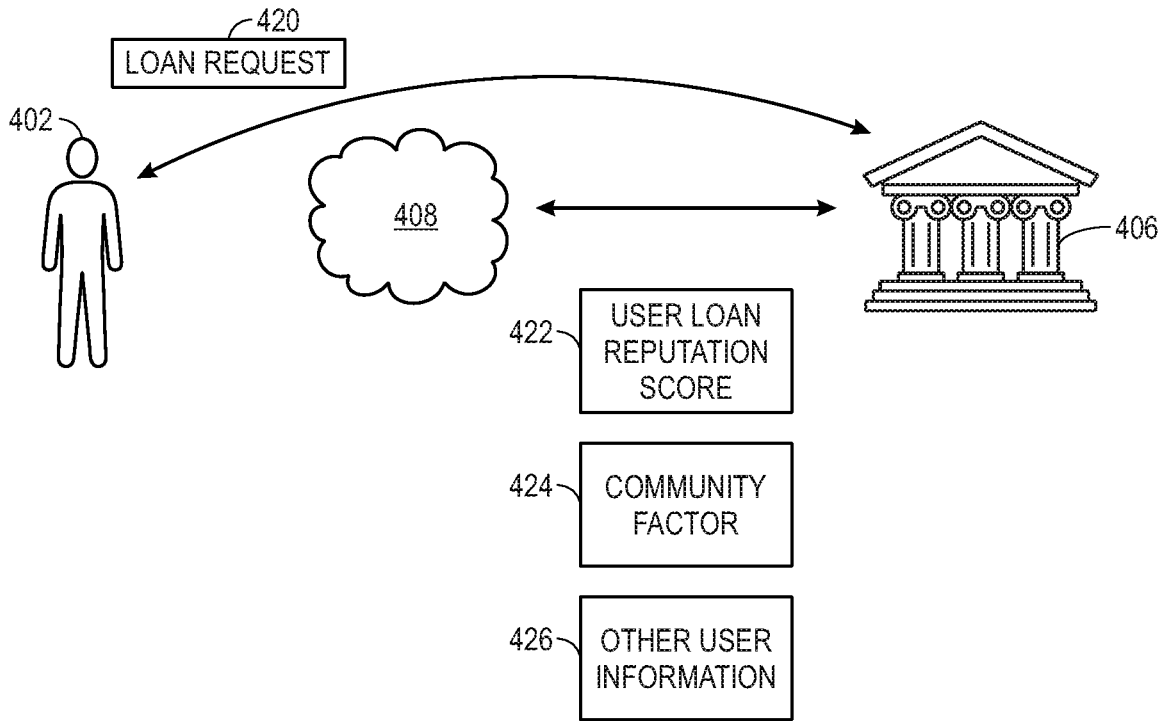 420
LOAN REQUEST
402
408
406
422
USER LOAN
REPUTATION
SCORE
424
COMMUNITY
FACTOR
426
OTHER USER
INFORMATION